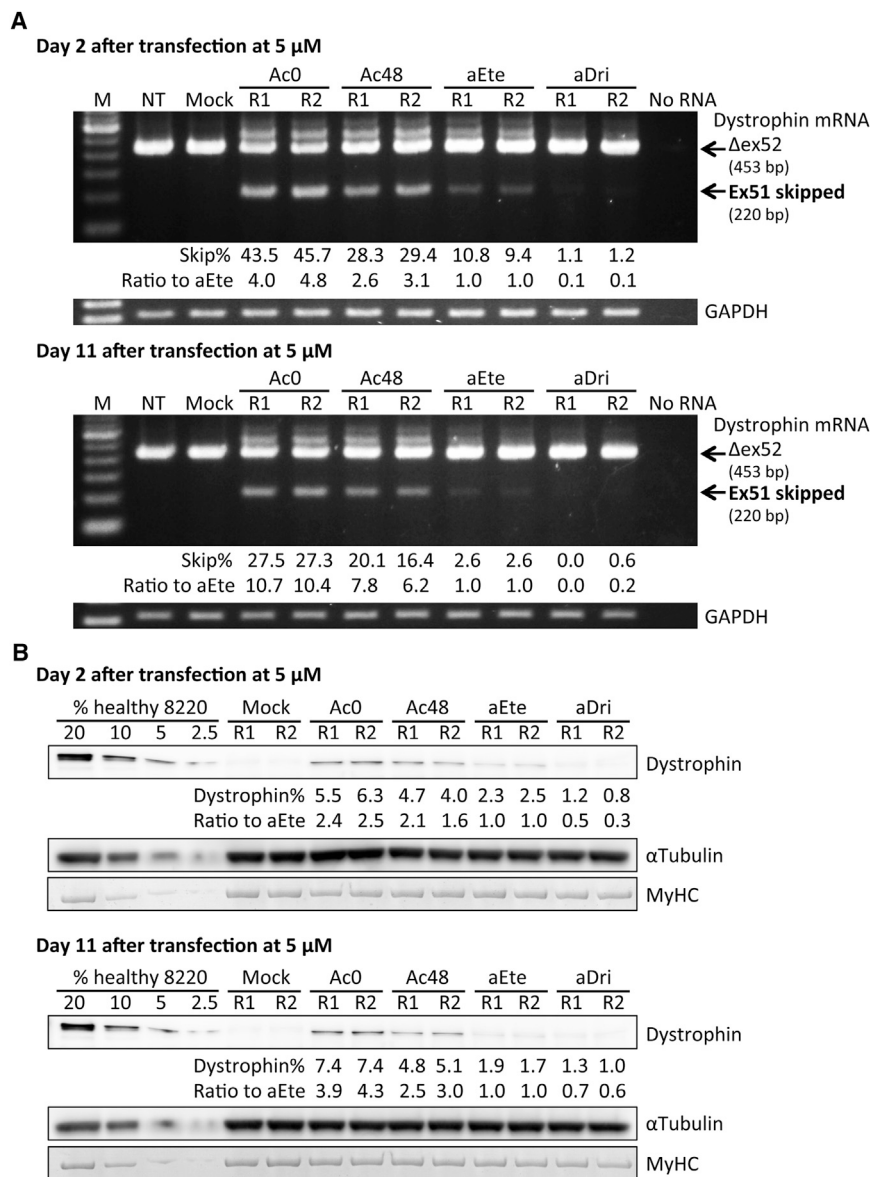 A
Day 2 after transfection at 5 µM
Ac0 Ac48 aEte aDri
M NT Mock R1 R2 R1 R2 R1 R2 R1 R2 No RNA
Dystrophin mRNA
Δex52
(453 bp)
Ex51 skipped
(220 bp)
Skip% 43.5 45.7 28.3 29.4 10.8 9.4 1.1 1.2
Ratio to aEte 4.0 4.8 2.6 3.1 1.0 1.0 0.1 0.1
GAPDH
Day 11 after transfection at 5 µM
Ac0 Ac48 aEte aDri
M NT Mock R1 R2 R1 R2 R1 R2 R1 R2 No RNA
Dystrophin mRNA
Δex52
(453 bp)
Ex51 skipped
(220 bp)
Skip% 27.5 27.3 20.1 16.4 2.6 2.6 0.0 0.6
Ratio to aEte 10.7 10.4 7.8 6.2 1.0 1.0 0.0 0.2
GAPDH
B
Day 2 after transfection at 5 µM
% healthy 8220 Mock Ac0 Ac48 aEte aDri
20 10 5 2.5 R1 R2 R1 R2 R1 R2 R1 R2 R1 R2
Dystrophin
Dystrophin% 5.5 6.3 4.7 4.0 2.3 2.5 1.2 0.8
Ratio to aEte 2.4 2.5 2.1 1.6 1.0 1.0 0.5 0.3
αTubulin
MyHC
Day 11 after transfection at 5 µM
% healthy 8220 Mock Ac0 Ac48 aEte aDri
20 10 5 2.5 R1 R2 R1 R2 R1 R2 R1 R2 R1 R2
Dystrophin
Dystrophin% 7.4 7.4 4.8 5.1 1.9 1.7 1.3 1.0
Ratio to aEte 3.9 4.3 2.5 3.0 1.0 1.0 0.7 0.6
αTubulin
MyHC